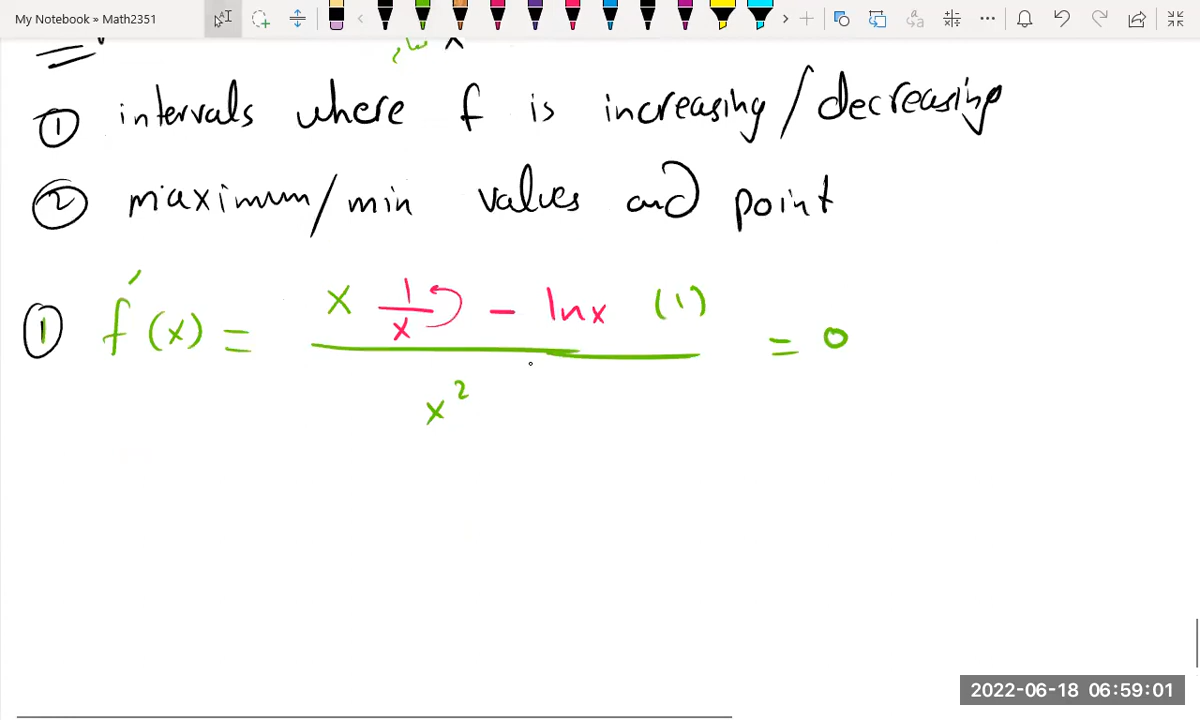 My Notebook » Math2351
x
① intervals where f is increasing/decreasing
② maximum/min values and point
① f'(x) = x 1/x - lnx (1) / x² = 0
2022-06-18 06:59:01